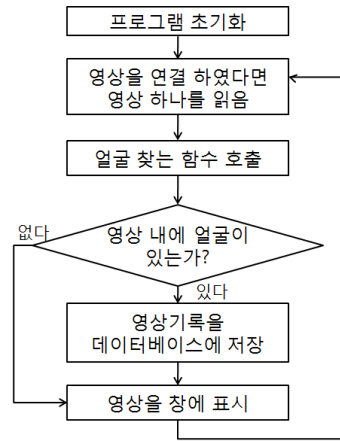 프로그램 초기화
영상을 연결 하였다면
영상 하나를 읽음
얼굴 찾는 함수 호출
없다
영상 내에 얼굴이
있는가?
있다
영상기록을
데이터베이스에 저장
영상을 창에 표시